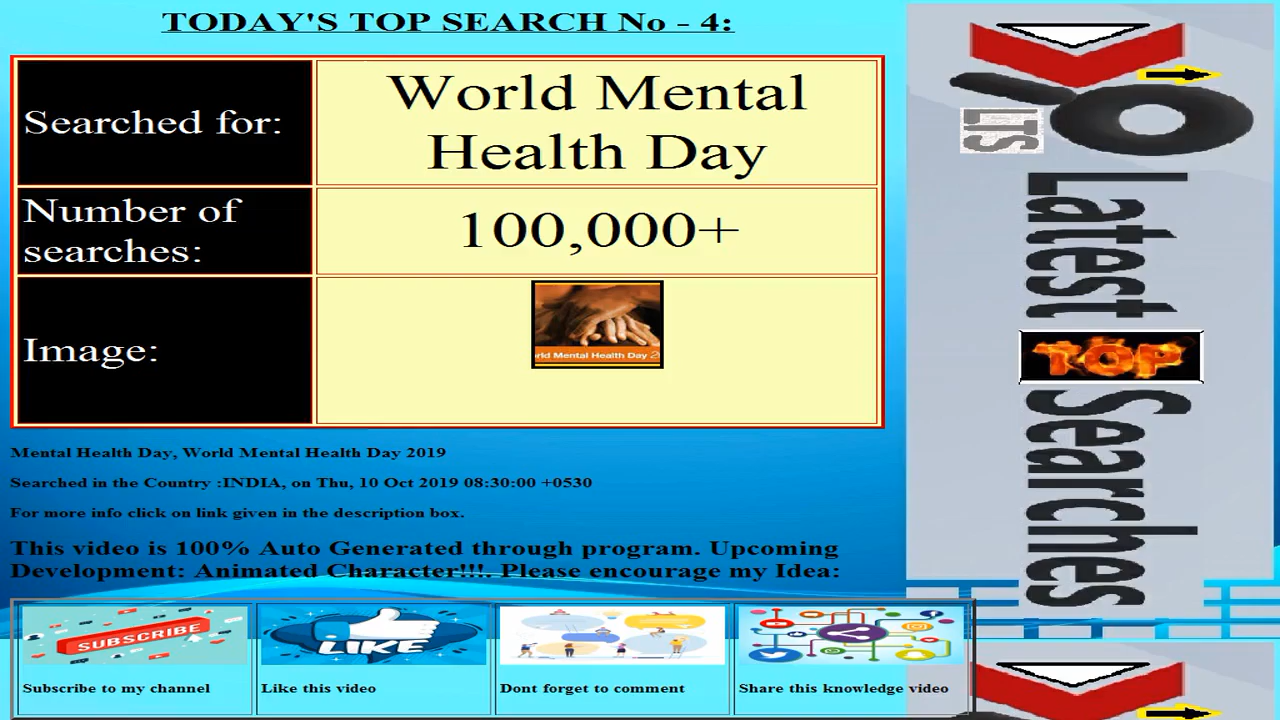 TODAY'S TOP SEARCH No - 4:
Searched for:
World Mental
Health Day
Number of
searches:
100,000+
Image:
rld Mental Health Day 2
Mental Health Day, World Mental Health Day 2019
Searched in the Country :INDIA, on Thu, 10 Oct 2019 08:30:00 +0530
For more info click on link given in the description box.
This video is 100% Auto Generated through program. Upcoming
Development: Animated Character!!!. Please encourage my Idea:
SUBSCRIBE
LIKE
Subscribe to my channel
Like this video
Dont forget to comment
Share this knowledge video
LTS
Latest
TOP
Searches